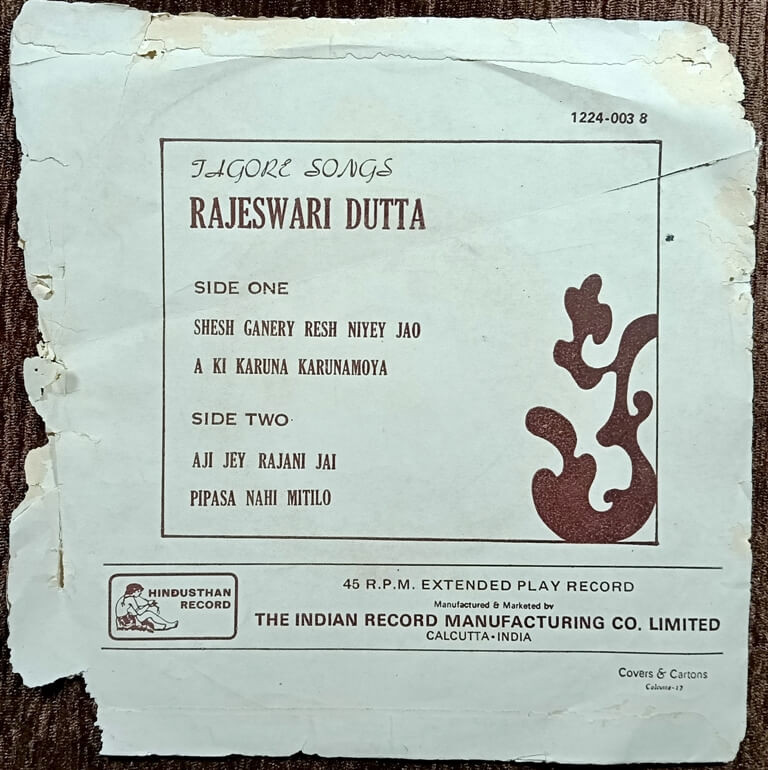 1224-003 8
TAGORE SONGS
RAJESWARI DUTTA
SIDE ONE
SHESH GANERY RESH NIYEY JAO
A KI KARUNA KARUNAMOYA
SIDE TWO
AJI JEY RAJANI JAI
PIPASA NAHI MITILO
HINDUSTHAN
RECORD
45 R.P.M. EXTENDED PLAY RECORD
Manufactured & Marketed by
THE INDIAN RECORD MANUFACTURING CO. LIMITED
CALCUTTA•INDIA
Covers & Cartons
Calcutta-17